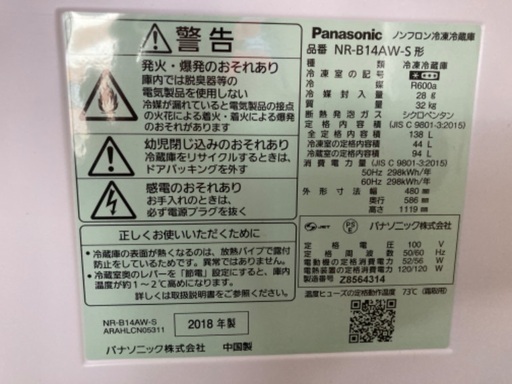 警告
発火・爆発のおそれあり
庫内では脱臭器等の
電気製品を使用しない
冷媒が漏れていると電気製品の接点
の火花による着火・着火による爆発
のおそれあり
幼児閉じ込みのおそれあり
冷蔵庫をリサイクルするときは、
ドアパッキングを外す
感電のおそれあり
お手入れのときは、
必ず電源プラグを抜く
正しくお使いいただくために
●冷蔵庫の表面が熱くなるのは、放熱パイプで露付
防止をしているためです。異常ではありません。
●冷蔵室奥のレバーを「節電」設定にすると、庫内
温度が約1〜2℃高めになります。
●詳しくは、取扱説明書をご覧ください。
NR-B14AW-S
ARAHLCN05311
2018年製
パナソニック株式会社 中国製
Panasonic ノンフロン冷凍冷蔵庫
品番 NR-B14AW-S形
種類 冷凍冷蔵庫
冷凍室の記号
冷媒 R600a
冷媒封入量 28g
質量 32kg
断熱発泡ガス シクロペンタン
定格内容積 (JIS C 9801-3:2015)
全定格内容積 138 L
冷凍室の定格内容積 44 L
冷蔵室の定格内容積 94 L
消費電力量 (JIS C 9801-3:2015)
50Hz 298kWh/年
60Hz 298kWh/年
外形寸法 幅 480 mm
奥行 586 mm
高さ 1119 mm
JET PS E パナソニック株式会社
定格電圧 100 V
定格周波数 50/60 Hz
電動機の定格消費電力 52/56 W
電熱装置の定格消費電力 120/120 W
製造番号 Z8564314
温度ヒューズの定格動作温度 73℃(霜取用)